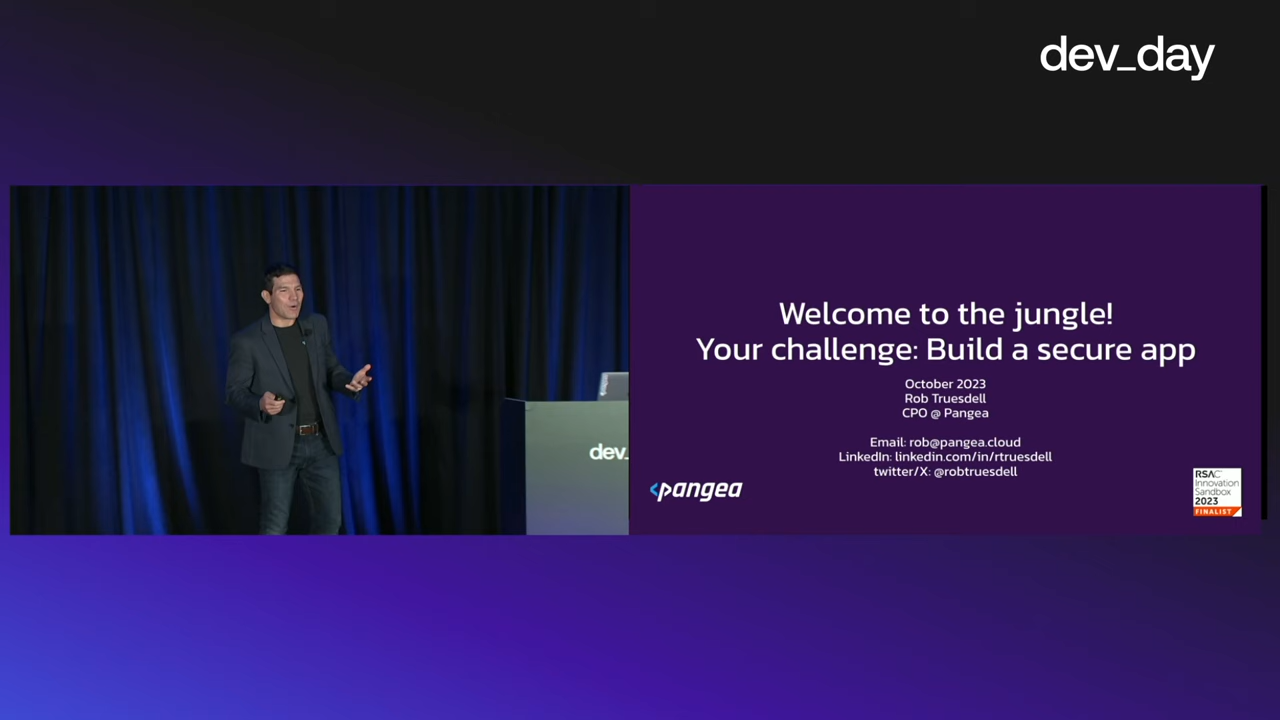 dev_day
Welcome to the jungle!
Your challenge: Build a secure app
October 2023
Rob Truesdell
CPO @ Pangea
Email: rob@pangea.cloud
LinkedIn: linkedin.com/in/rtruesdell
twitter/X: @robtruesdell
dev_
pangea
RSAC
Innovation
Sandbox
2023
FINALIST